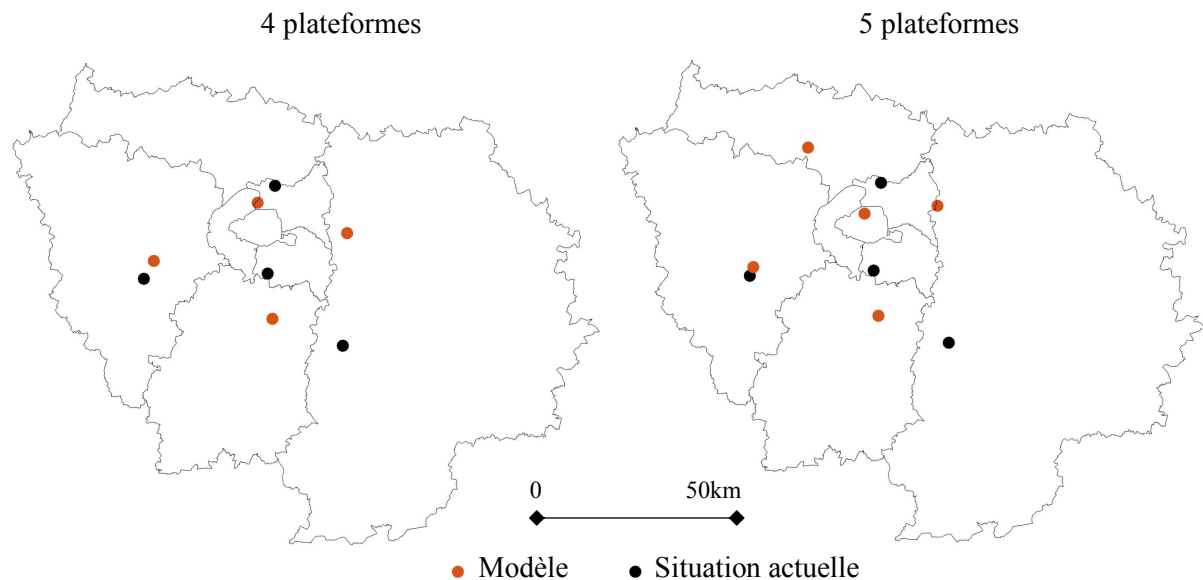 4 plateformes
5 plateformes
0 50km
Modèle
Situation actuelle